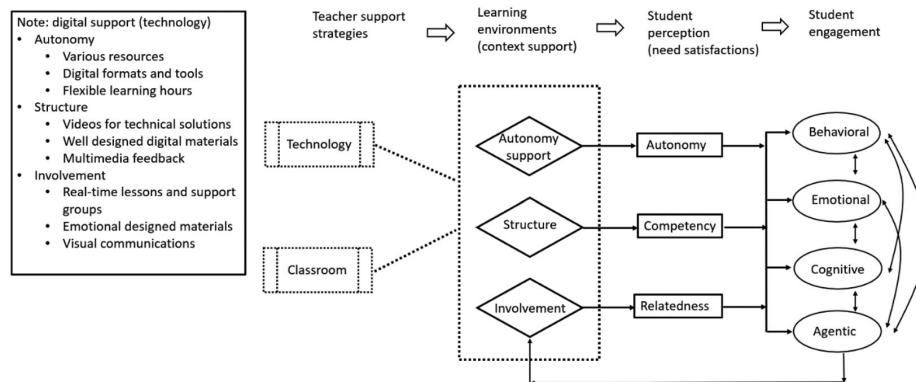 Note: digital support (technology)
• Autonomy
• Various resources
• Digital formats and tools
• Flexible learning hours
• Structure
• Videos for technical solutions
• Well designed digital materials
• Multimedia feedback
• Involvement
• Real-time lessons and support
groups
• Emotional designed materials
• Visual communications
Teacher support
strategies
Learning
environments
(context support)
Student
perception
(need satisfactions)
Student
engagement
Technology
Classroom
Autonomy
support
Structure
Involvement
Autonomy
Competency
Relatedness
Behavioral
Emotional
Cognitive
Agentic